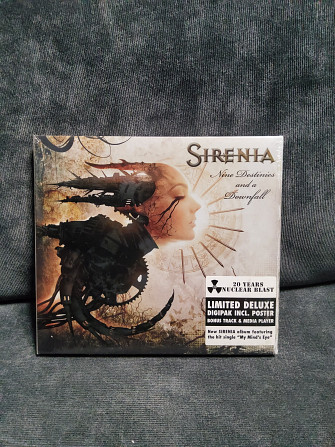 SIRENIA
Nine Destinies
and a
Downfall
20 YEARS
NUCLEAR BLAST
LIMITED DELUXE
DIGIPAK INCL. POSTER
BONUS TRACK & MEDIA PLAYER
New SIRENIA album featuring
the hit single "My Mind's Eye"